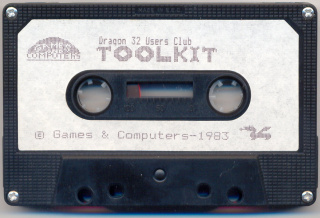 GAMES &
COMPUTERS
Dragon 32 Users Club
TOOLKIT
© Games & Computers-1983